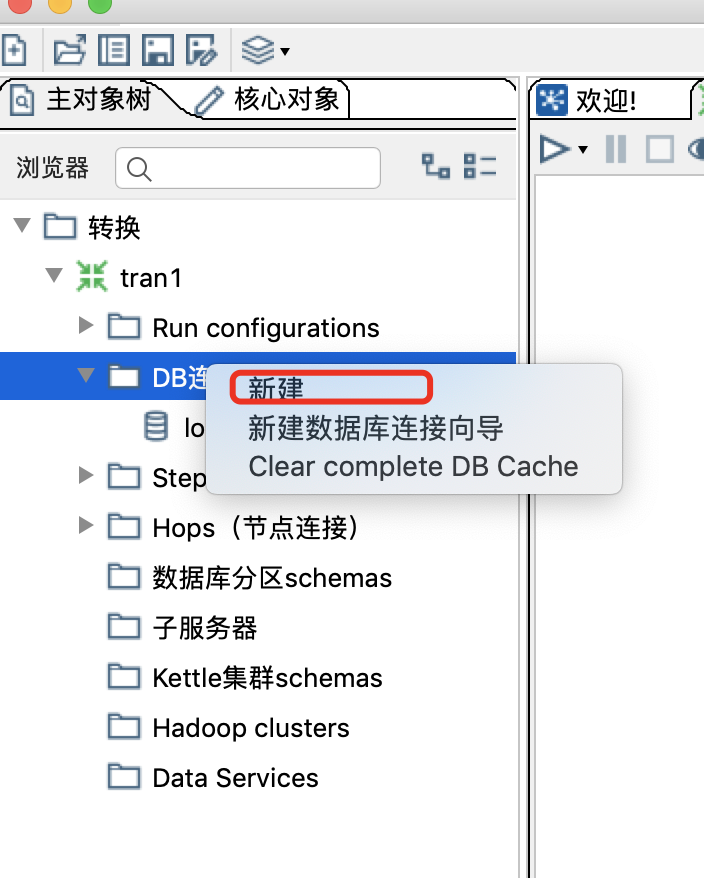 主对象树 核心对象 欢迎!
浏览器
转换
tran1
Run configurations
DB连
新建
新建数据库连接向导
lo
Clear complete DB Cache
Step
Hops（节点连接）
数据库分区schemas
子服务器
Kettle集群schemas
Hadoop clusters
Data Services